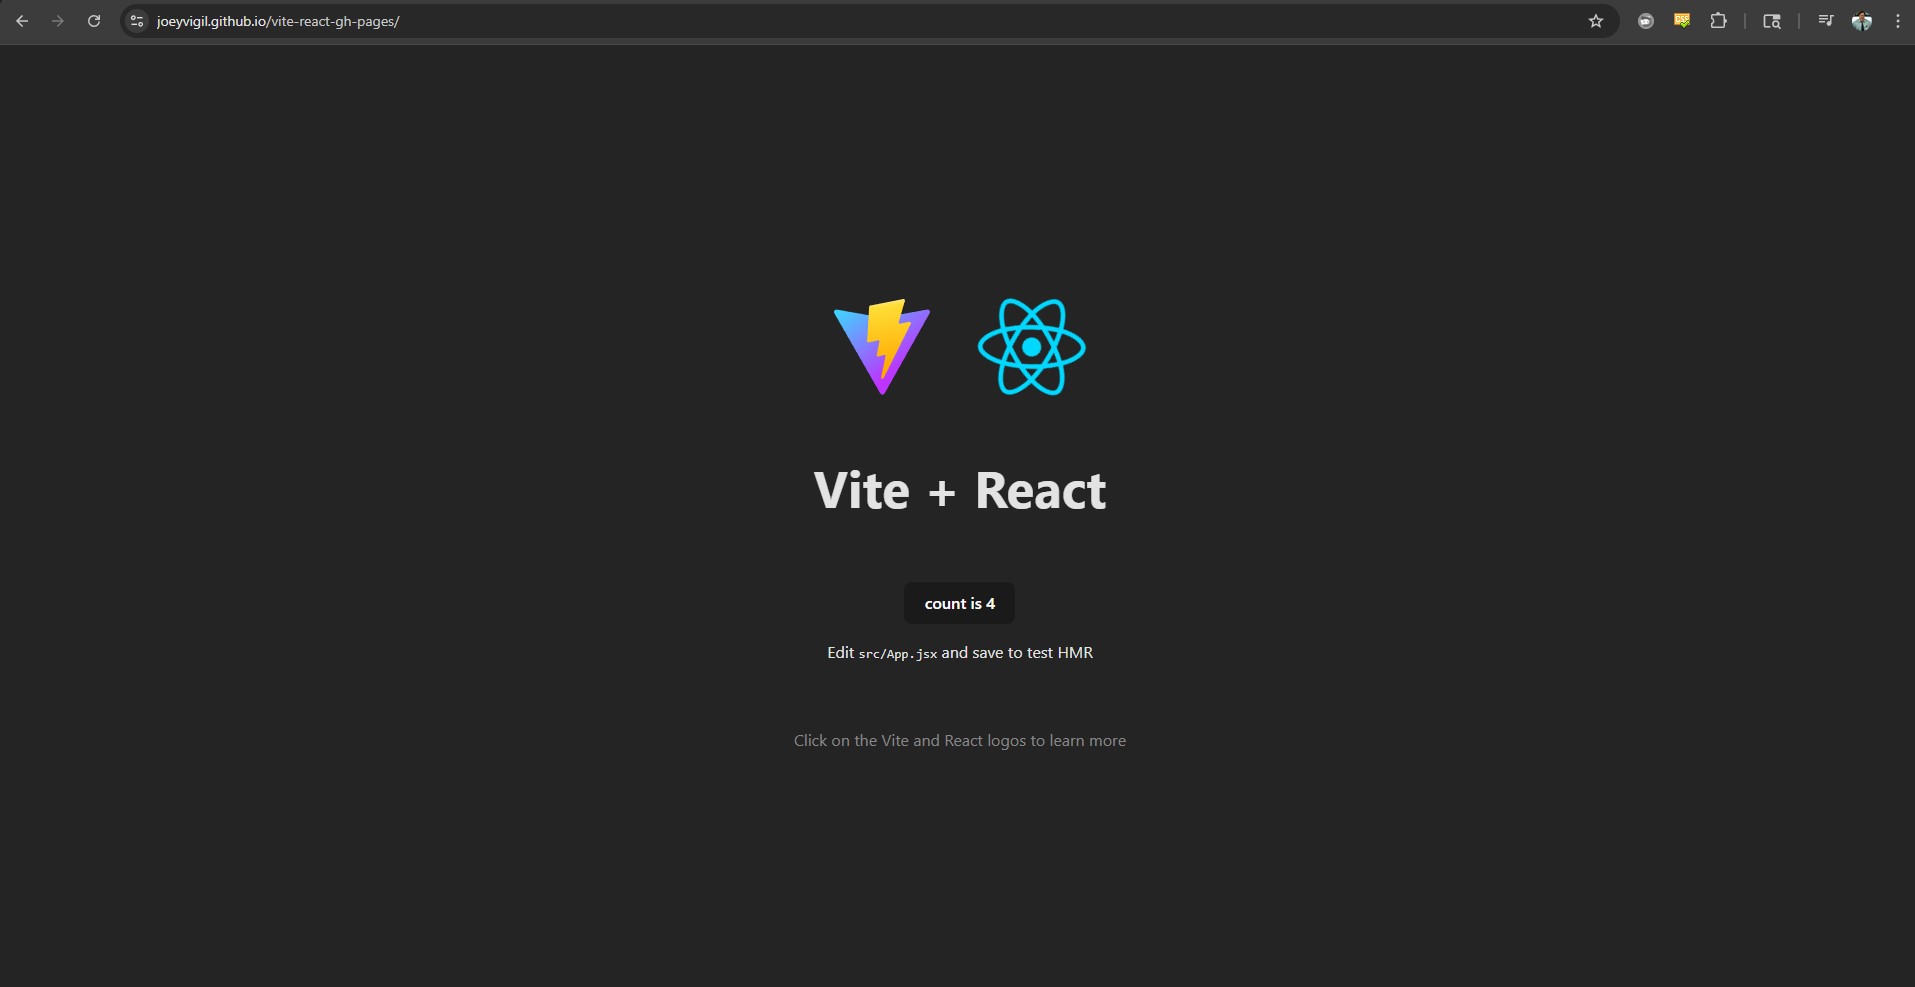 joeyvigil.github.io/vite-react-gh-pages/
Vite + React
count is 4
Edit src/App.jsx and save to test HMR
Click on the Vite and React logos to learn more